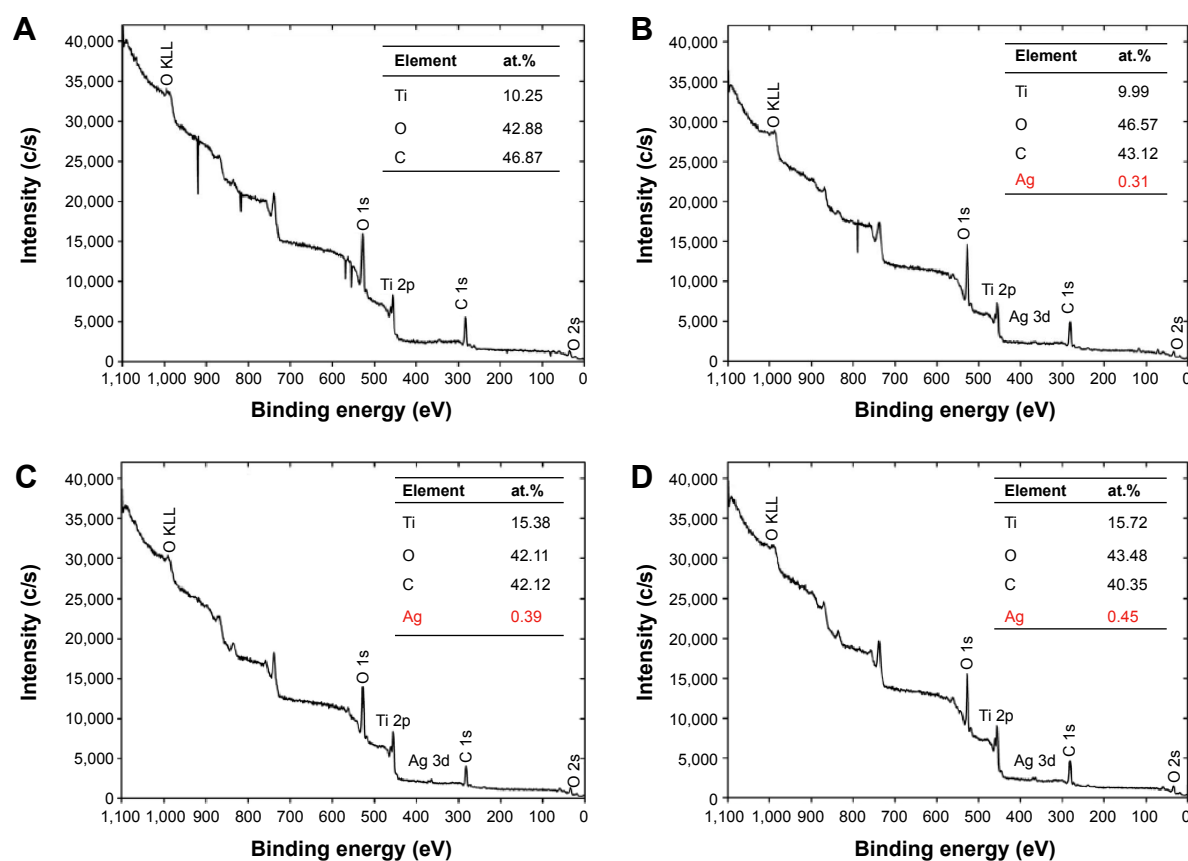 A
Intensity (c/s)
40,000
35,000
30,000
25,000
20,000
15,000
10,000
5,000
0
O KLL
O 1s
Ti 2p
C 1s
O 2s
Element at.%
Ti 10.25
O 42.88
C 46.87
1,100 1,000 900 800 700 600 500 400 300 200 100 0
Binding energy (eV)
B
Intensity (c/s)
40,000
35,000
30,000
25,000
20,000
15,000
10,000
5,000
0
O KLL
O 1s
Ti 2p
Ag 3d
C 1s
O 2s
Element at.%
Ti 9.99
O 46.57
C 43.12
Ag 0.31
1,100 1,000 900 800 700 600 500 400 300 200 100 0
Binding energy (eV)
C
Intensity (c/s)
40,000
35,000
30,000
25,000
20,000
15,000
10,000
5,000
0
O KLL
O 1s
Ti 2p
Ag 3d
C 1s
O 2s
Element at.%
Ti 15.38
O 42.11
C 42.12
Ag 0.39
1,100 1,000 900 800 700 600 500 400 300 200 100 0
Binding energy (eV)
D
Intensity (c/s)
40,000
35,000
30,000
25,000
20,000
15,000
10,000
5,000
0
O KLL
O 1s
Ti 2p
Ag 3d
C 1s
O 2s
Element at.%
Ti 15.72
O 43.48
C 40.35
Ag 0.45
1,100 1,000 900 800 700 600 500 400 300 200 100 0
Binding energy (eV)